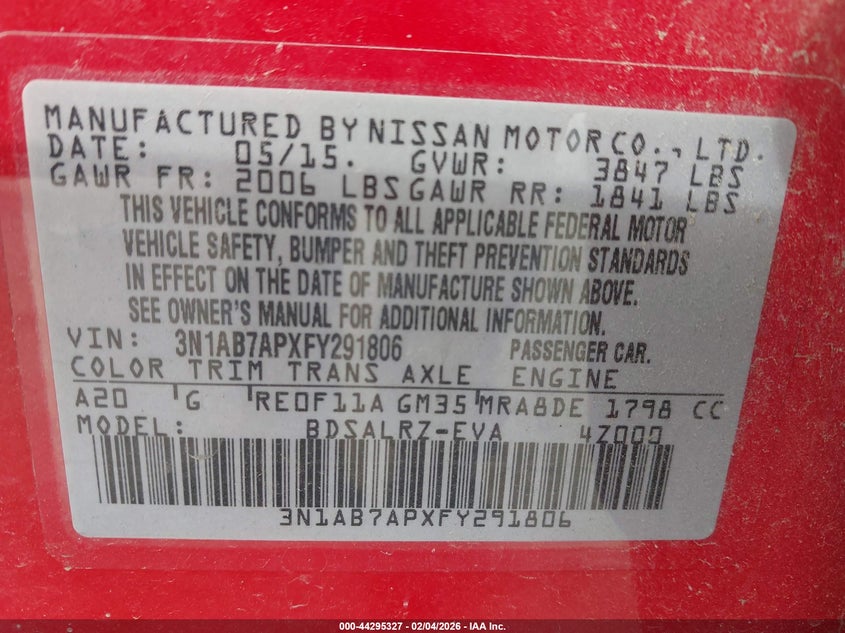 MANUFACTURED BY NISSAN MOTOR CO., LTD.
DATE: 05/15. GVWR: 3847 LBS
GAWR FR: 2006 LBS GAWR RR: 1841 LBS
THIS VEHICLE CONFORMS TO ALL APPLICABLE FEDERAL MOTOR
VEHICLE SAFETY, BUMPER AND THEFT PREVENTION STANDARDS
IN EFFECT ON THE DATE OF MANUFACTURE SHOWN ABOVE.
SEE OWNER'S MANUAL FOR ADDITIONAL INFORMATION.
VIN: 3N1AB7APXFY291806 PASSENGER CAR.
COLOR TRIM TRANS AXLE ENGINE
A20 G RE0F11A GM35 MRA8DE 1798 CC
MODEL: BDSALRZ-EVA 4Z000
3N1AB7APXFY291806
000-44295327 - 02/04/2026 - IAA Inc.